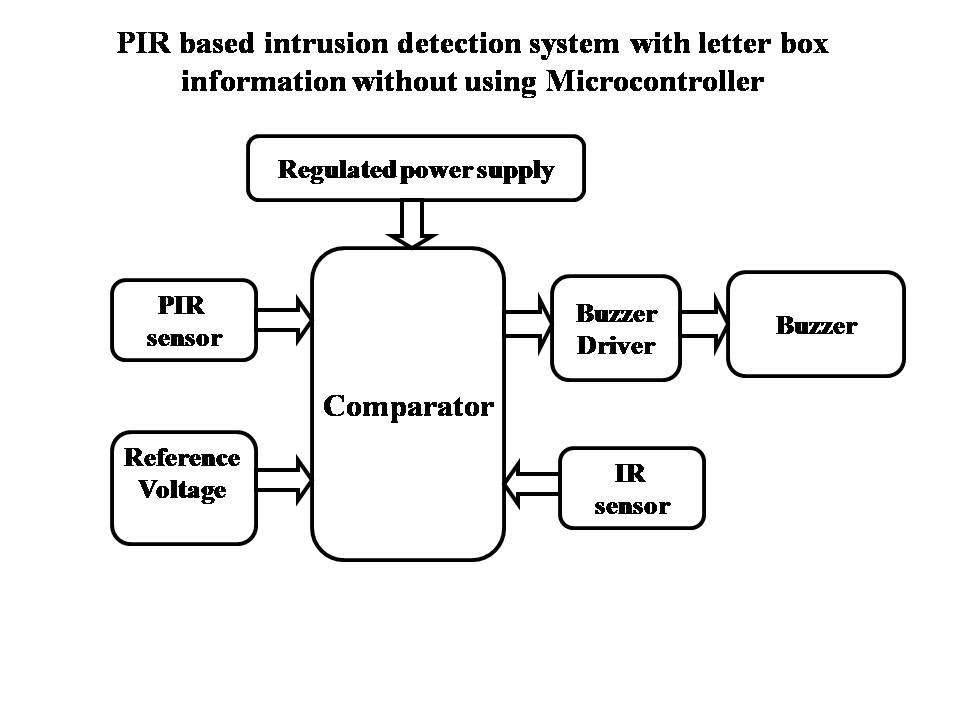 PIR based intrusion detection system with letter box
information without using Microcontroller
Regulated power supply
PIR
sensor
Buzzer
Driver
Buzzer
Comparator
Reference
Voltage
IR
sensor